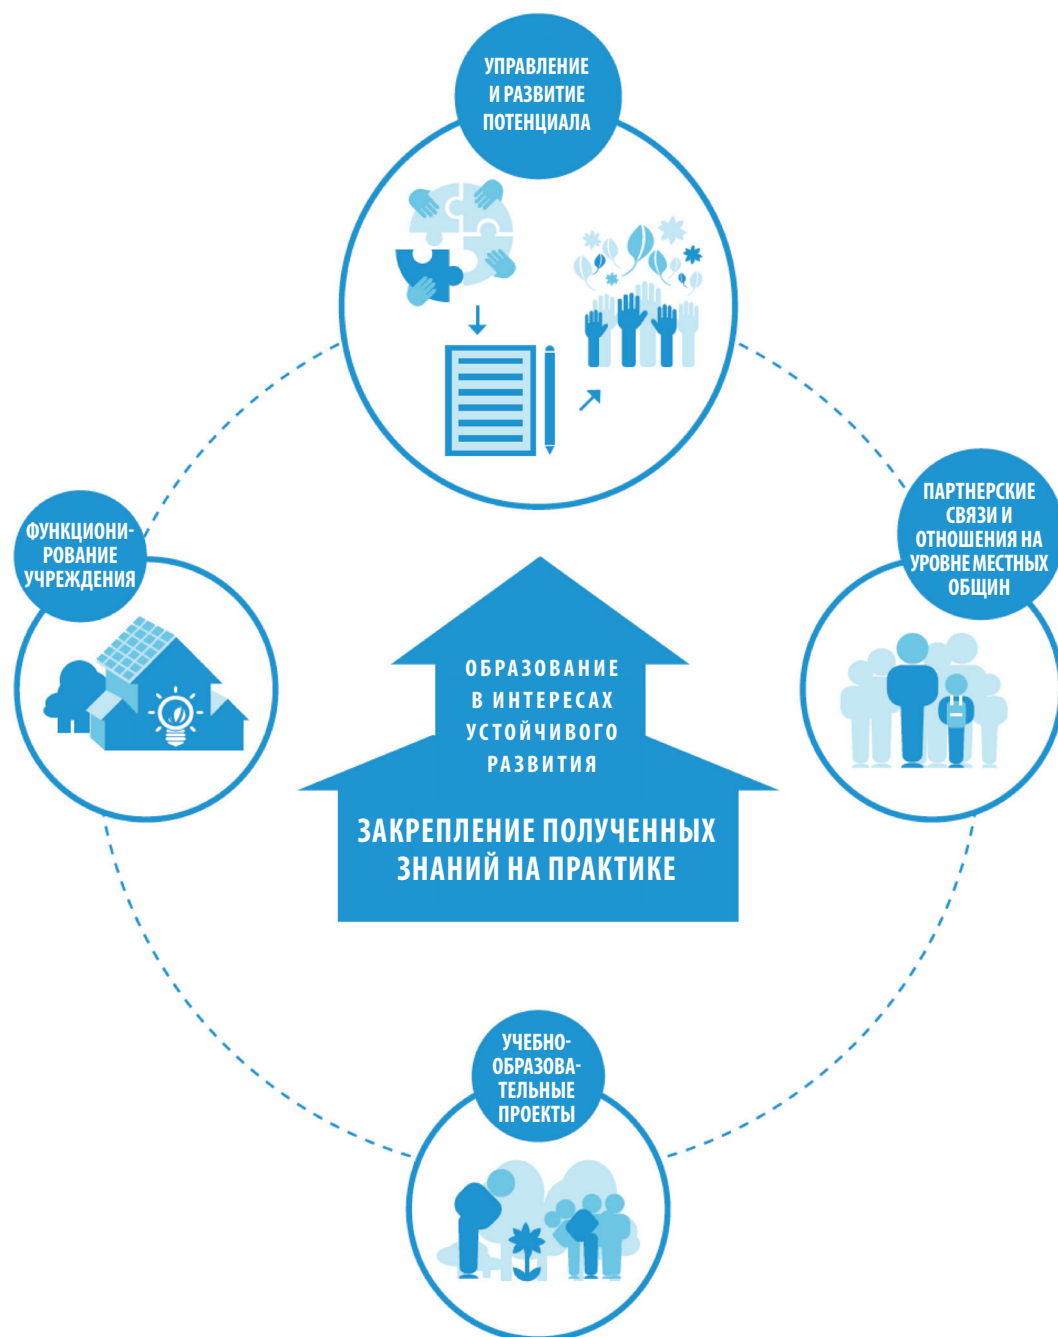 УПРАВЛЕНИЕ
И РАЗВИТИЕ
ПОТЕНЦИАЛА
ФУНКЦИОНИ-
РОВАНИЕ
УЧРЕЖДЕНИЯ
ПАРТНЕРСКИЕ
СВЯЗИ И
ОТНОШЕНИЯ НА
УРОВНЕ МЕСТНЫХ
ОБЩИН
ОБРАЗОВАНИЕ
В ИНТЕРЕСАХ
УСТОЙЧИВОГО
РАЗВИТИЯ
ЗАКРЕПЛЕНИЕ ПОЛУЧЕННЫХ
ЗНАНИЙ НА ПРАКТИКЕ
УЧЕБНО-
ОБРАЗОВА-
ТЕЛЬНЫЕ
ПРОЕКТЫ